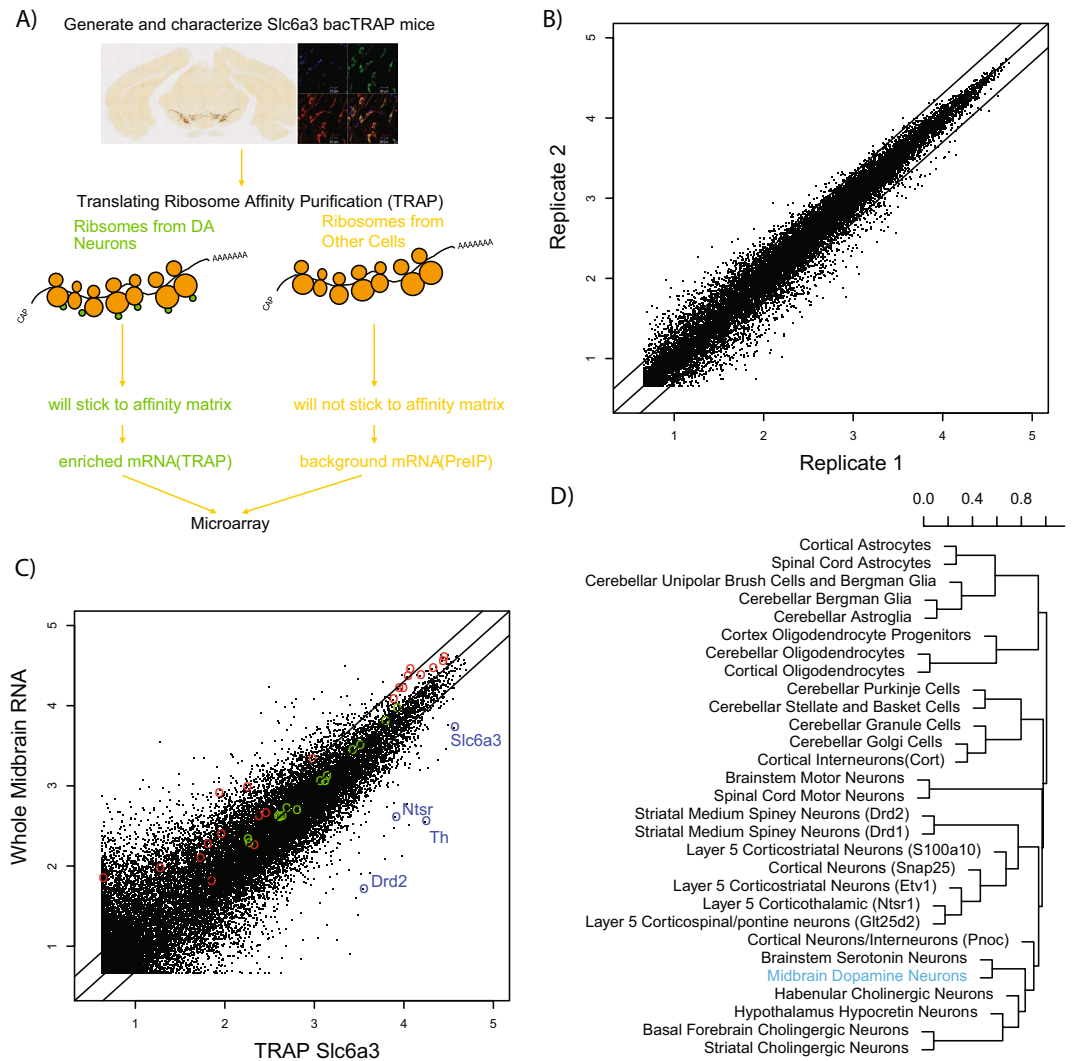 A)
Generate and characterize Slc6a3 bacTRAP mice
Translating Ribosome Affinity Purification (TRAP)
Ribsomes from DA
Neurons
Ribosomes from
Other Cells
CAP
AAAAAAA
CAP
AAAAAAA
will stick to affinity matrix
will not stick to affinity matrix
enriched mRNA(TRAP)
background mRNA(PreIP)
Microarray
B)
5
4
3
2
1
Replicate 2
1 2 3 4 5
Replicate 1
C)
5
4
3
2
1
Whole Midbrain RNA
Slc6a3
Ntsr
Th
Drd2
1 2 3 4 5
TRAP Slc6a3
D)
0.0 0.4 0.8
Cortical Astrocytes
Spinal Cord Astrocytes
Cerebellar Unipolar Brush Cells and Bergman Glia
Cerebellar Bergman Glia
Cerebellar Astroglia
Cortex Oligodendrocyte Progenitors
Cerebellar Oligodendrocytes
Cortical Oligodendrocytes
Cerebellar Purkinje Cells
Cerebellar Stellate and Basket Cells
Cerebellar Granule Cells
Cerebellar Golgi Cells
Cortical Interneurons(Cort)
Brainstem Motor Neurons
Spinal Cord Motor Neurons
Striatal Medium Spiney Neurons (Drd2)
Striatal Medium Spiney Neurons (Drd1)
Layer 5 Corticostriatal Neurons (S100a10)
Cortical Neurons (Snap25)
Layer 5 Corticostriatal Neurons (Etv1)
Layer 5 Corticothalamic (Ntsr1)
Layer 5 Corticospinal/pontine neurons (Glt25d2)
Cortical Neurons/Interneurons (Pnoc)
Brainstem Serotonin Neurons
Midbrain Dopamine Neurons
Habenular Cholinergic Neurons
Hypothalamus Hypocretin Neurons
Basal Forebrain Cholingergic Neurons
Striatal Cholinergic Neurons